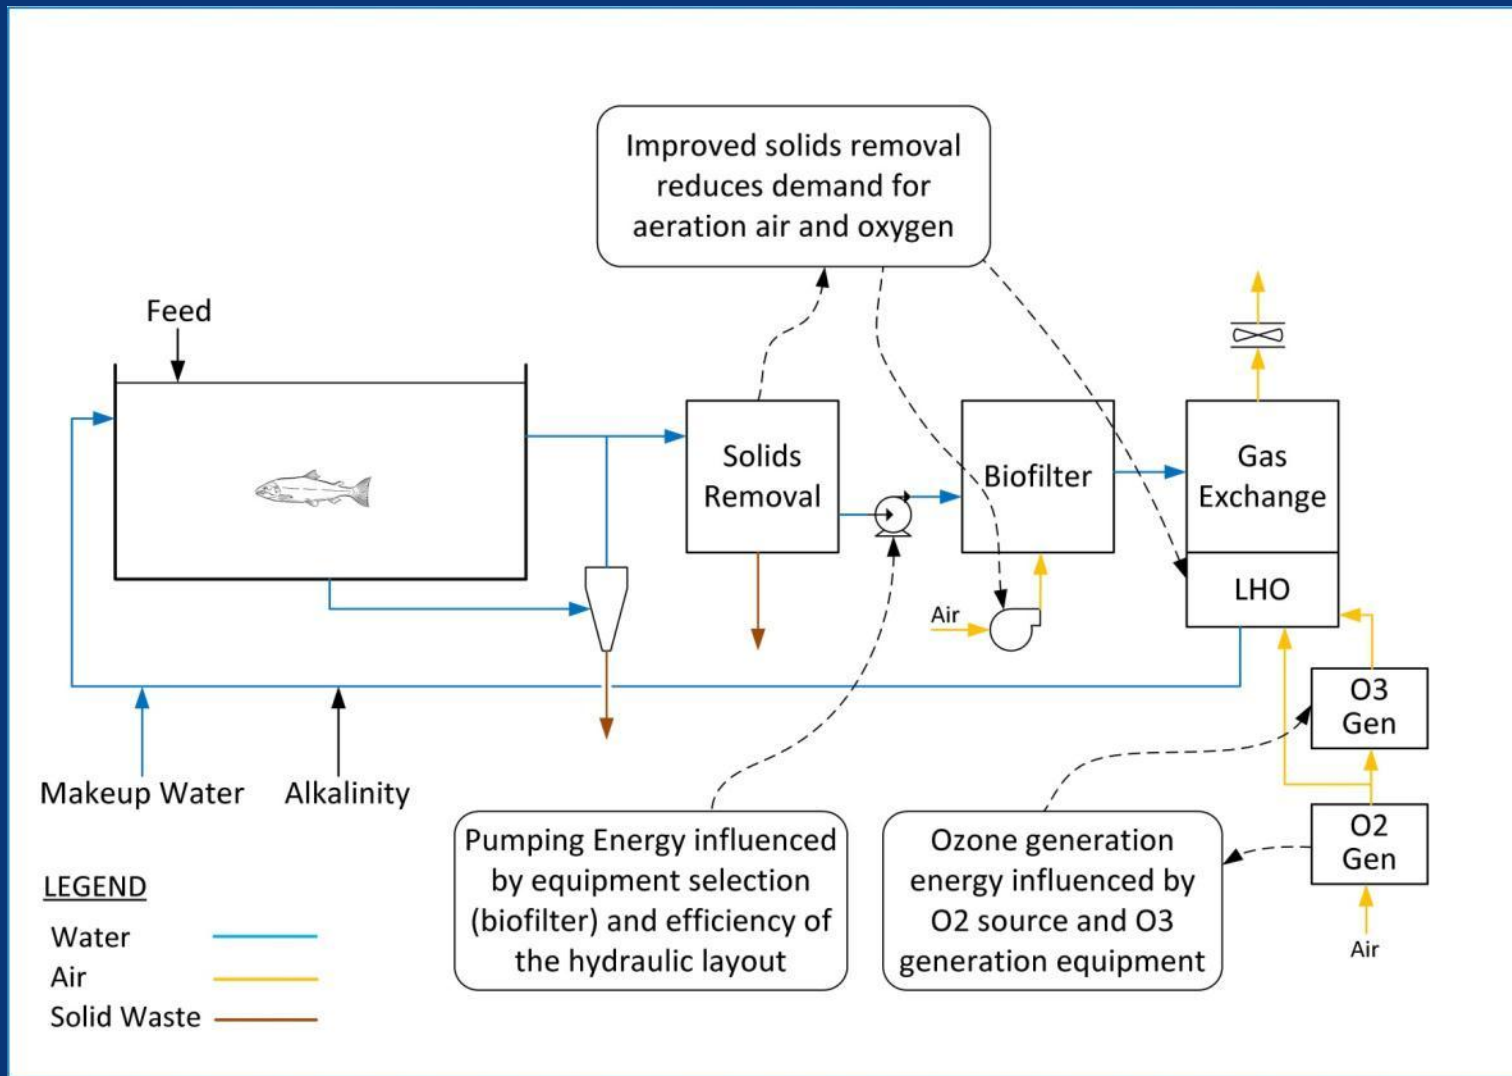 Improved solids removal
reduces demand for
aeration air and oxygen
Feed
Solids
Removal
Biofilter
Gas
Exchange
LHO
Air
O3
Gen
O2
Gen
Air
Makeup Water
Alkalinity
Pumping Energy influenced
by equipment selection
(biofilter) and efficiency of
the hydraulic layout
Ozone generation
energy influenced by
O2 source and O3
generation equipment
LEGEND
Water
Air
Solid Waste